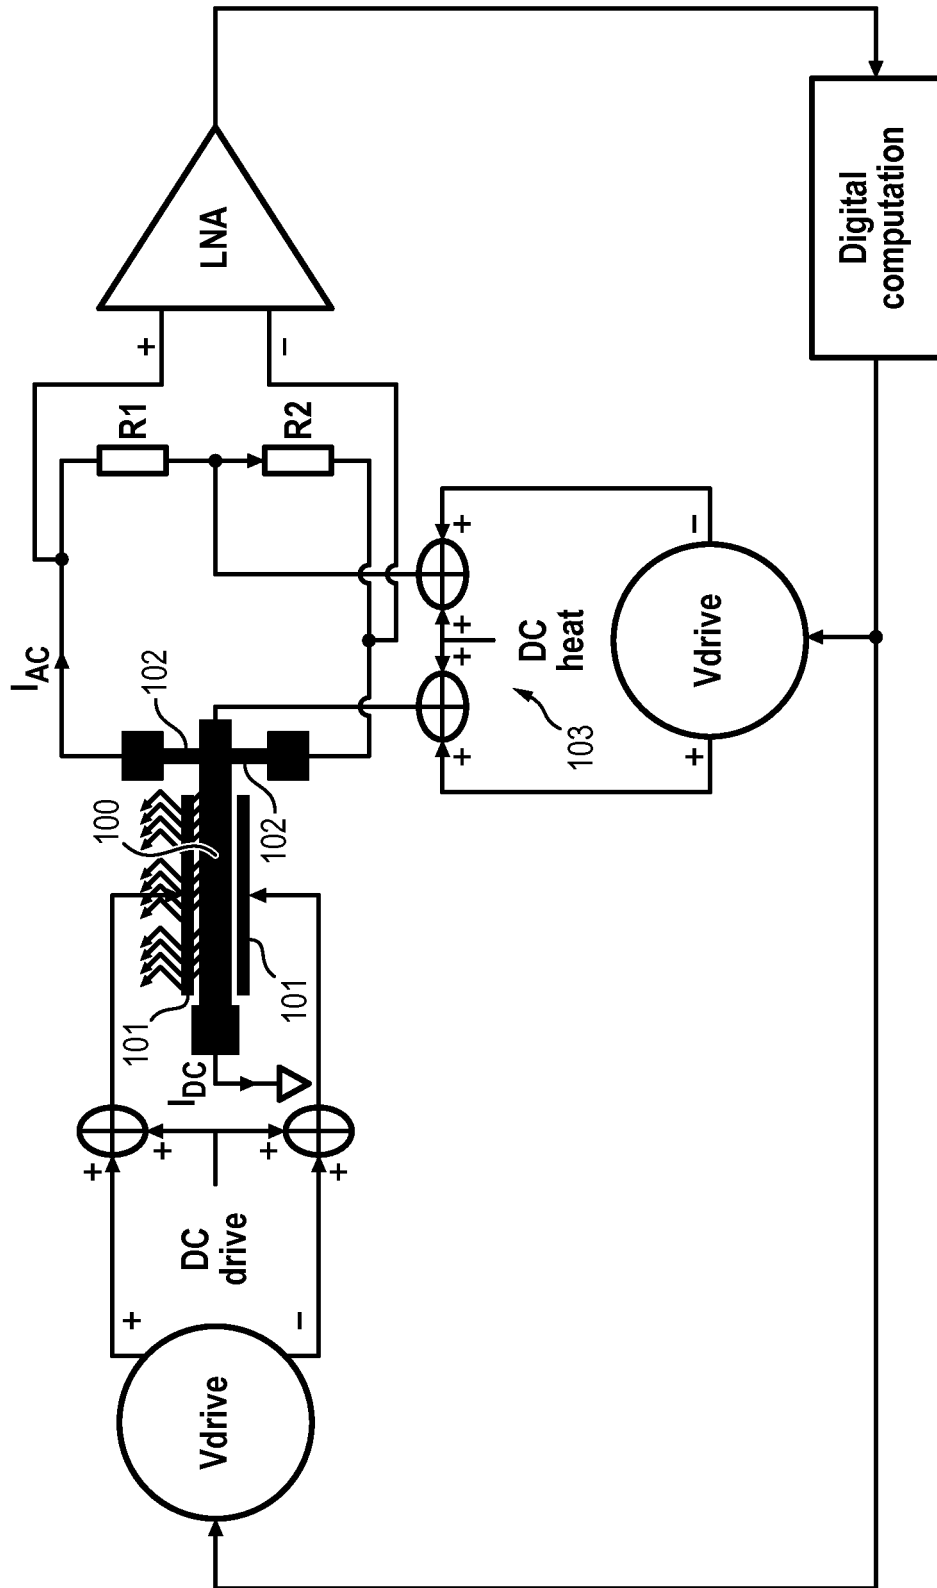 Vdrive
+
−
DC
drive
+
+
+
+
I_DC
101
101
100
102
102
I_AC
R1
R2
+
−
LNA
Digital
computation
103
DC
heat
+
+
+
+
Vdrive
+
−